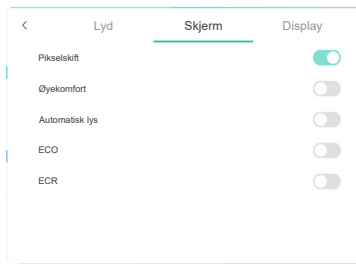 Lyd Skjerm Display
Pikselskift
Øyekomfort
Automatisk lys
ECO
ECR